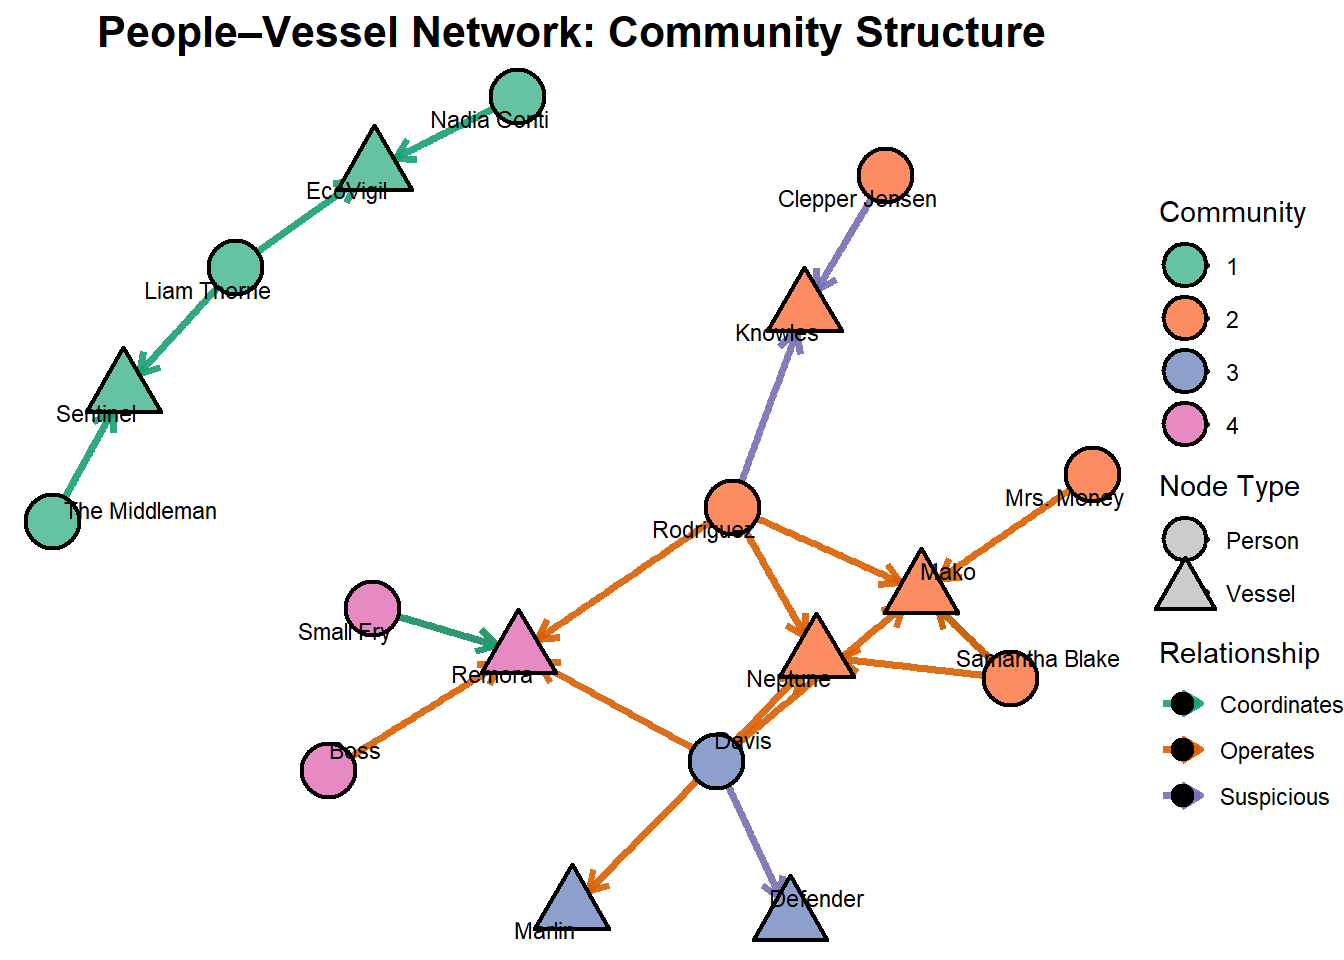 People–Vessel Network: Community Structure
Nadia Conti
EcoVigil
Clepper Jensen
Liam Thorne
Knowles
Sentinel
The Middleman
Rodriguez
Mrs. Money
Mako
Small Fry
Remora
Neptune
Samantha Blake
Boss
Davis
Marlin
Defender
Community
1
2
3
4
Node Type
Person
Vessel
Relationship
Coordinates
Operates
Suspicious